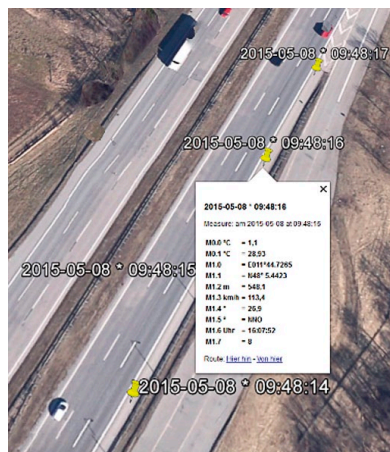 2015-05-08 * 09:48:17
2015-05-08 * 09:48:16
2015-05-08 * 09:48:16
Measure: am 2015-05-08 at 09:48:16
M0.0 °C = 1,1
M0.1 °C = 28,93
M1.0 = E011°44.7265
M1.1 = N48° 5.4423
M1.2 m = 548,1
M1.3 km/h = 113,4
M1.4 ° = 26,9
M1.5 ° = NNO
M1.6 Uhr = 16:07:52
M1.7 = 8
Route: Hier hin - Von hier
2015-05-08 * 09:48:15
2015-05-08 * 09:48:14